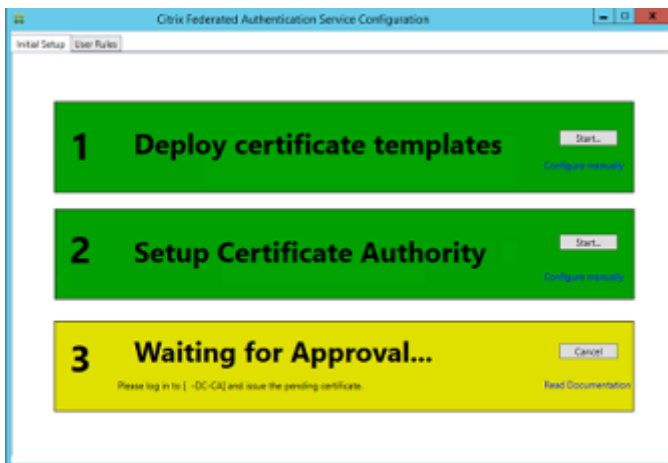 Citrix Federated Authentication Service Configuration
Initial Setup User Rules
1 Deploy certificate templates
Start...
Configure manually
2 Setup Certificate Authority
Start...
Configure manually
3 Waiting for Approval...
Cancel
Please log in to [ -DC-CA] and issue the pending certificate.
Read Documentation